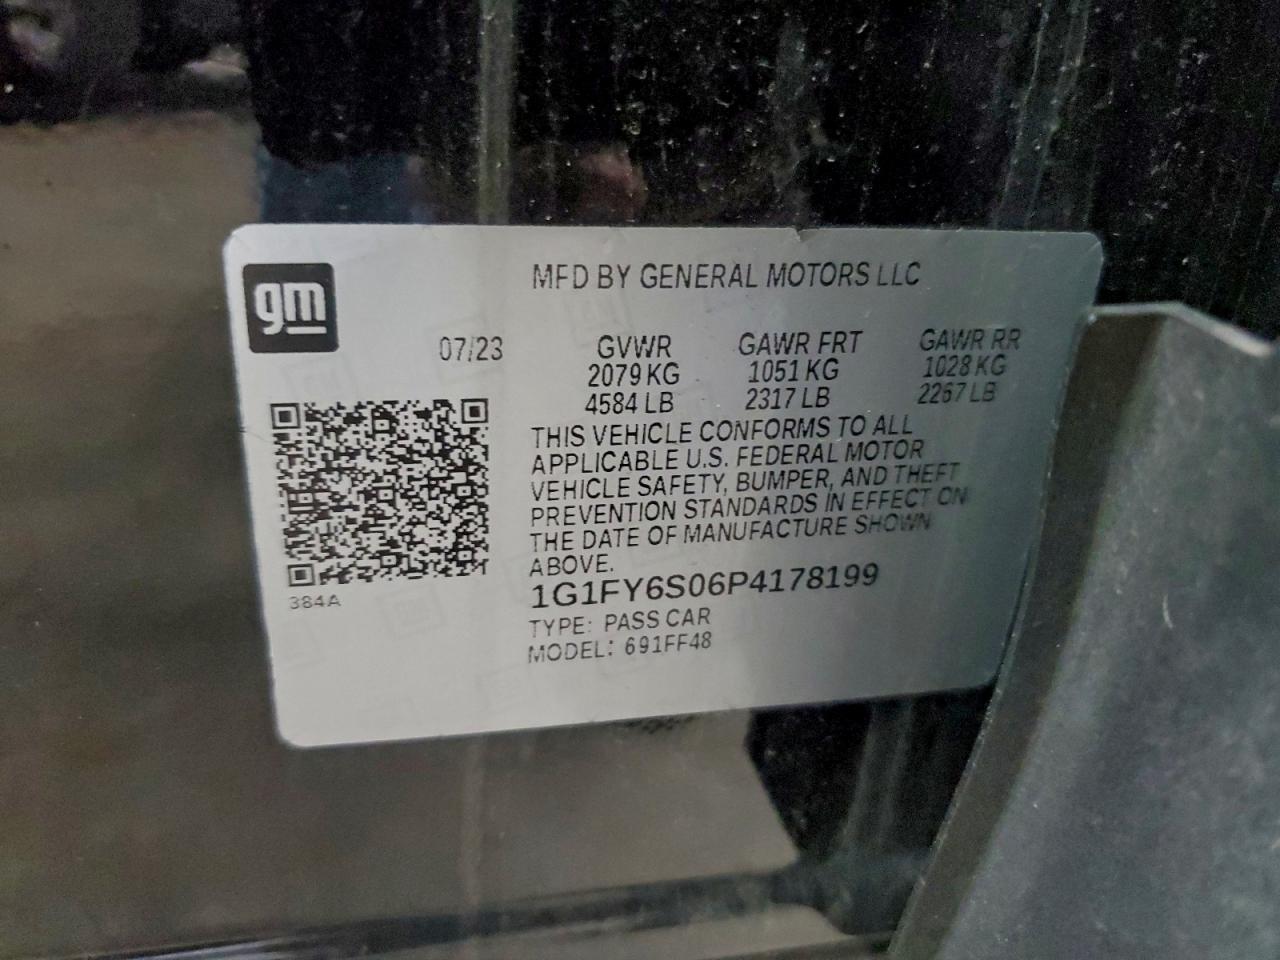 gm
MFD BY GENERAL MOTORS LLC
07/23 GVWR GAWR FRT GAWR RR
2079 KG 1051 KG 1028 KG
4584 LB 2317 LB 2267 LB
THIS VEHICLE CONFORMS TO ALL
APPLICABLE U.S. FEDERAL MOTOR
VEHICLE SAFETY, BUMPER, AND THEFT
PREVENTION STANDARDS IN EFFECT ON
THE DATE OF MANUFACTURE SHOWN
ABOVE.
1G1FY6S06P4178199
TYPE: PASS CAR
MODEL: 691FF48
384A